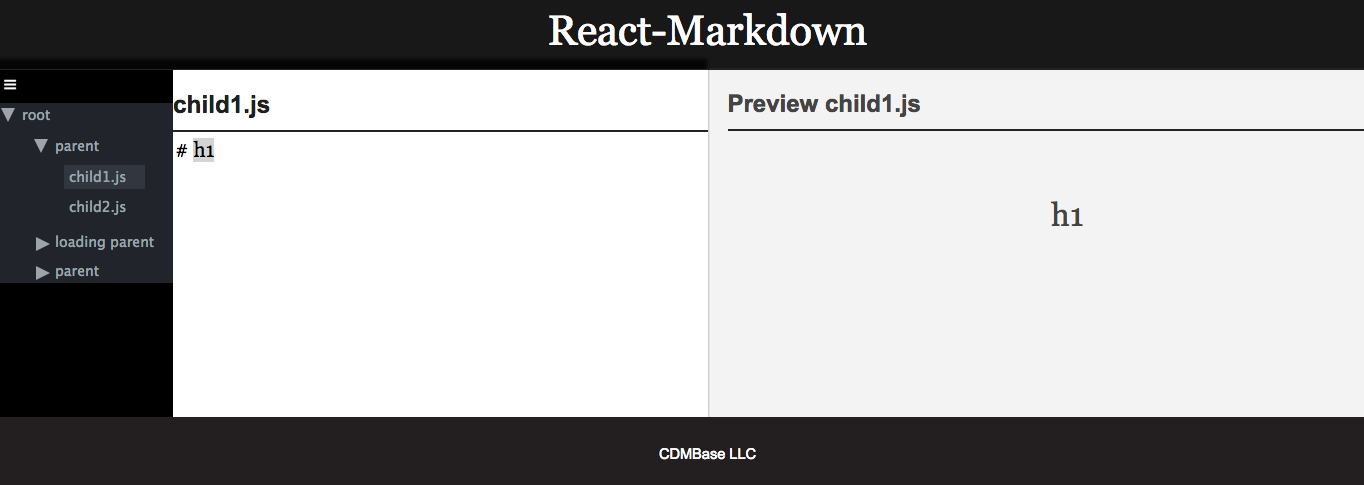 React-Markdown
root
parent
child1.js
child2.js
loading parent
parent
child1.js
# h1
Preview child1.js
h1
CDMBase LLC